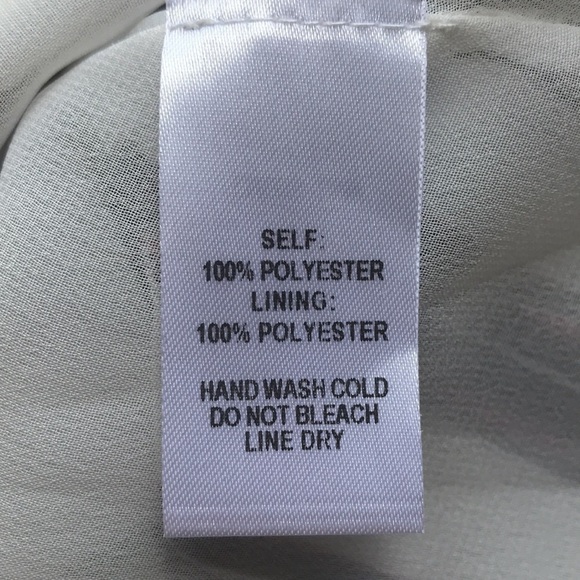 SELF:
100% POLYESTER
LINING:
100% POLYESTER
HAND WASH COLD
DO NOT BLEACH
LINE DRY